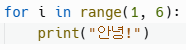 for i in range(1, 6):
    print("안녕!")